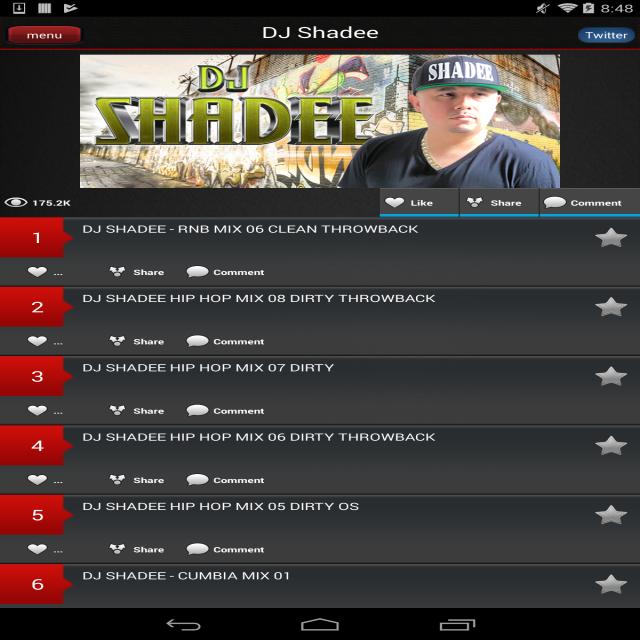 8:48
menu
DJ Shadee
Twitter
DJ
SHADEE
SHADEE
175.2K
Like
Share
Comment
1
DJ SHADEE - RNB MIX 06 CLEAN THROWBACK
... Share Comment
2
DJ SHADEE HIP HOP MIX 08 DIRTY THROWBACK
... Share Comment
3
DJ SHADEE HIP HOP MIX 07 DIRTY
... Share Comment
4
DJ SHADEE HIP HOP MIX 06 DIRTY THROWBACK
... Share Comment
5
DJ SHADEE HIP HOP MIX 05 DIRTY OS
... Share Comment
6
DJ SHADEE - CUMBIA MIX 01